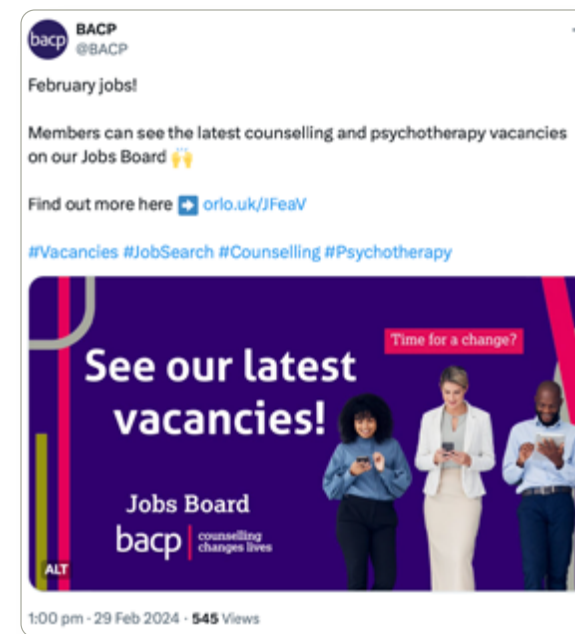 BACP
@BACP
February jobs!
Members can see the latest counselling and psychotherapy vacancies
on our Jobs Board 🙌
Find out more here ➡️ orlo.uk/JFeaV
#Vacancies #JobSearch #Counselling #Psychotherapy
Time for a change?
See our latest
vacancies!
Jobs Board
bacp counselling
changes lives
ALT
1:00 pm · 29 Feb 2024 · 545 Views